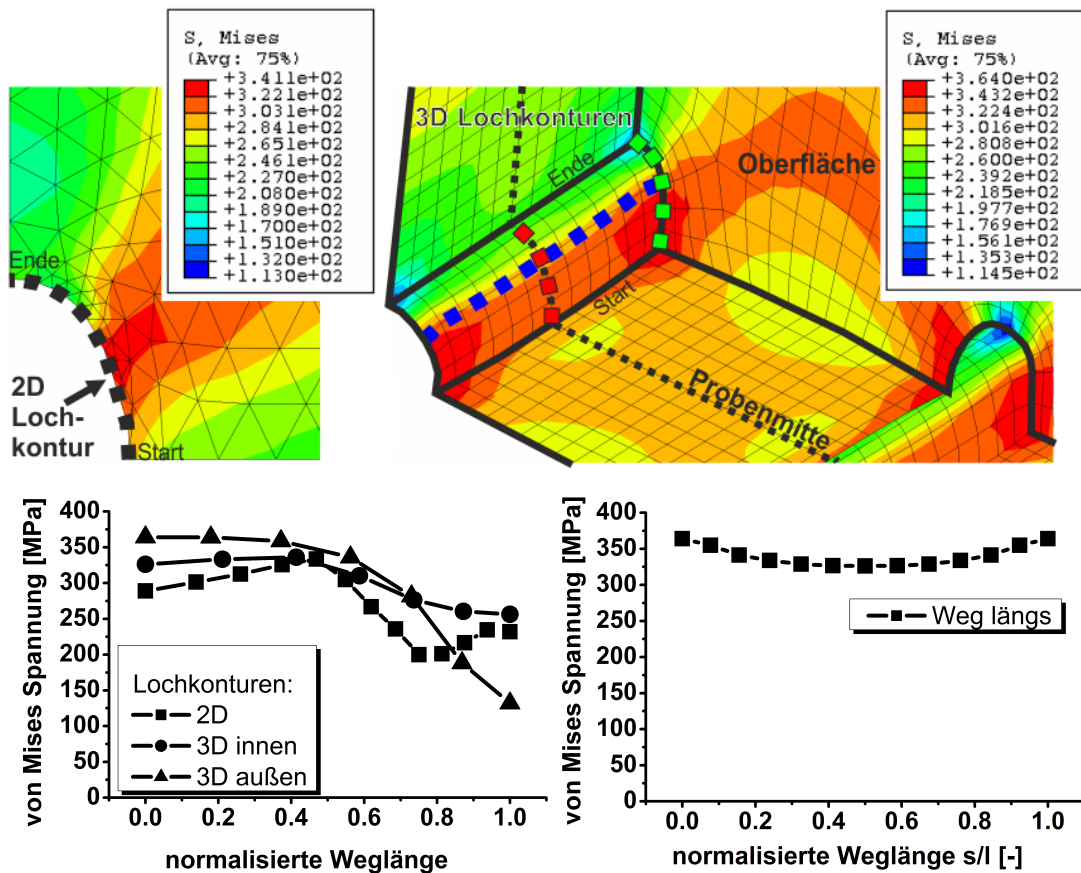 S, Mises
(Avg: 75%)
+3.411e+02
+3.221e+02
+3.031e+02
+2.841e+02
+2.651e+02
+2.461e+02
+2.270e+02
+2.080e+02
+1.890e+02
+1.700e+02
+1.510e+02
+1.320e+02
+1.130e+02
Ende
2D
Loch-
kontur
Start
3D Lochkonturen
Ende
Oberfläche
Start
Probenmitte
S, Mises
(Avg: 75%)
+3.640e+02
+3.432e+02
+3.224e+02
+3.016e+02
+2.808e+02
+2.600e+02
+2.392e+02
+2.185e+02
+1.977e+02
+1.769e+02
+1.561e+02
+1.353e+02
+1.145e+02
von Mises Spannung [MPa]
400
350
300
250
200
150
100
50
0
Lochkonturen:
2D
3D innen
3D außen
0.0 0.2 0.4 0.6 0.8 1.0
normalisierte Weglänge
von Mises Spannung [MPa]
400
350
300
250
200
150
100
50
0
Weg längs
0.0 0.2 0.4 0.6 0.8 1.0
normalisierte Weglänge s/l [-]